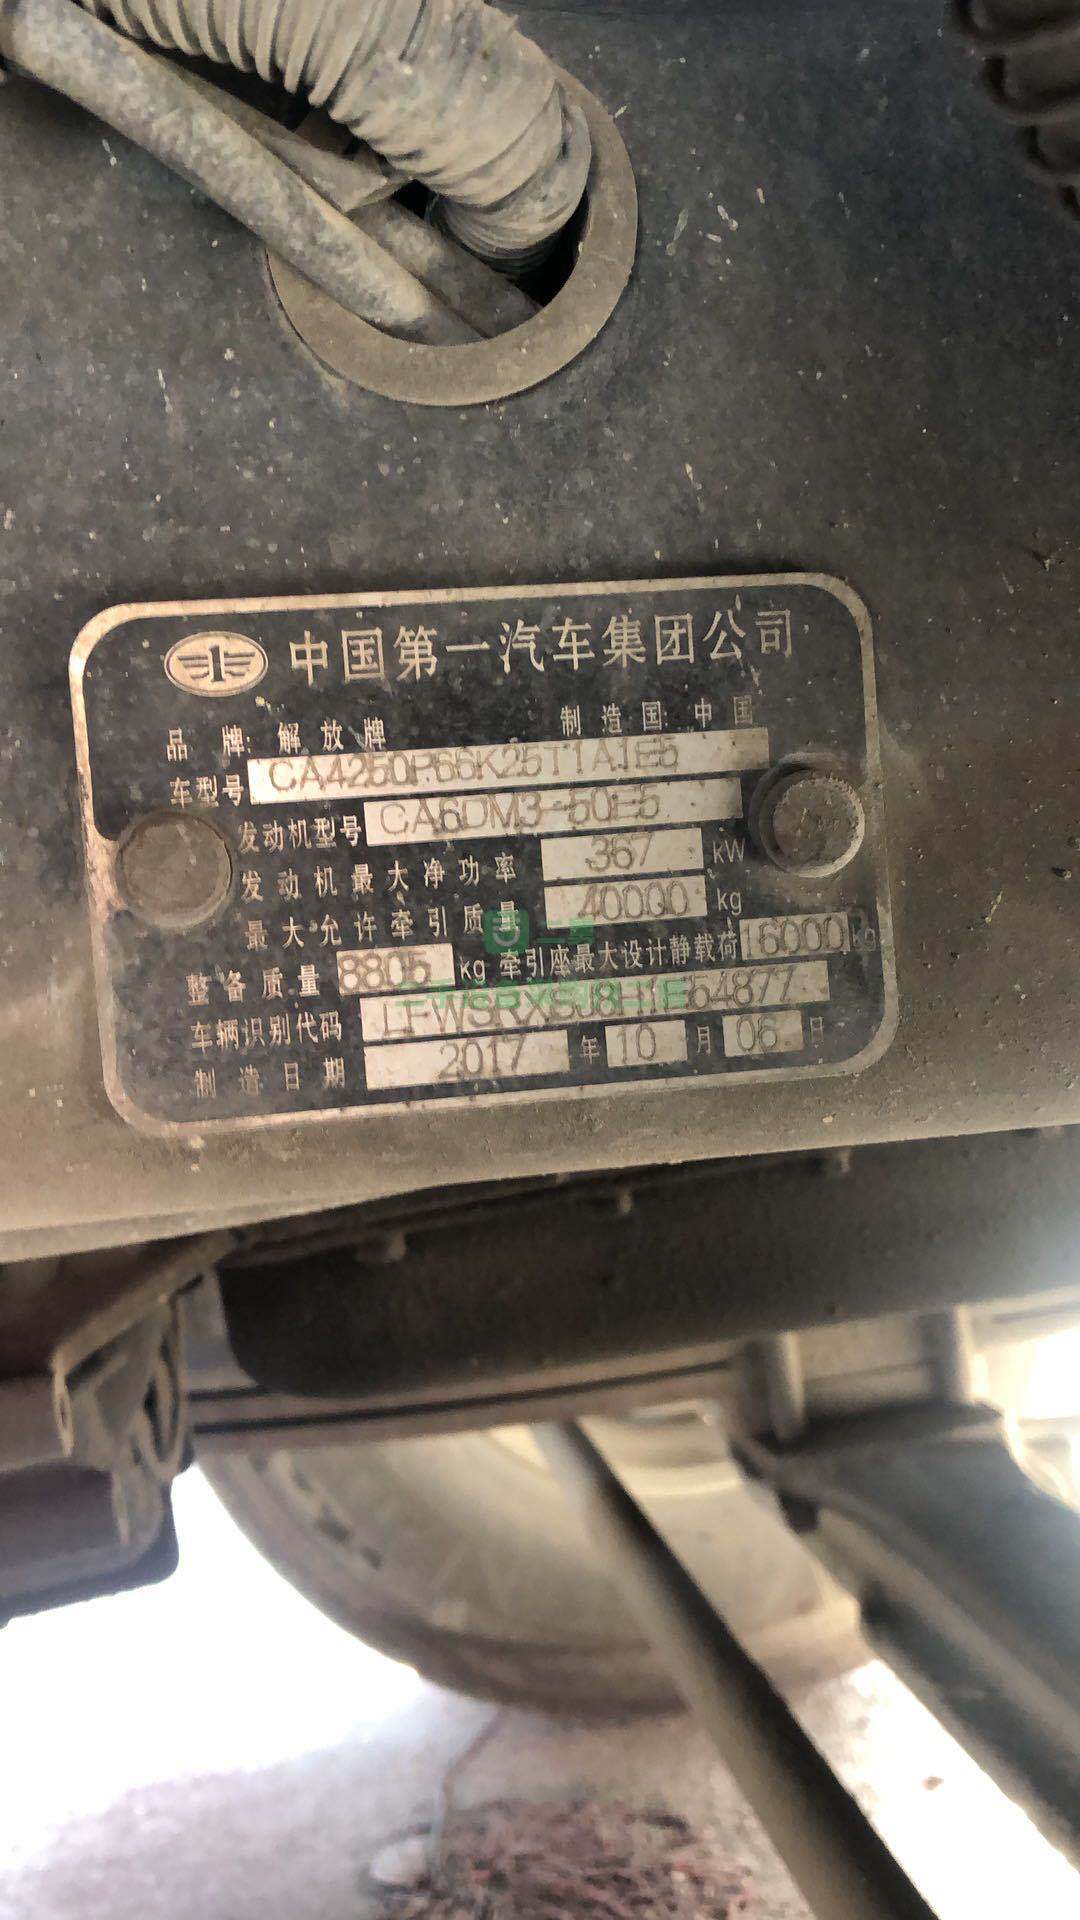 中国第一汽车集团公司
品牌: 解放牌 制造国: 中国
车型号 CA4250P66K25T1A1E5
发动机型号 CA6DM3-50E5
发动机最大净功率 367 kW
最大允许牵引质量 40000 kg
整备质量 8805 kg 牵引座最大设计静载荷 16000 kg
车辆识别代码
制造日期 2017 年 10 月 06 日